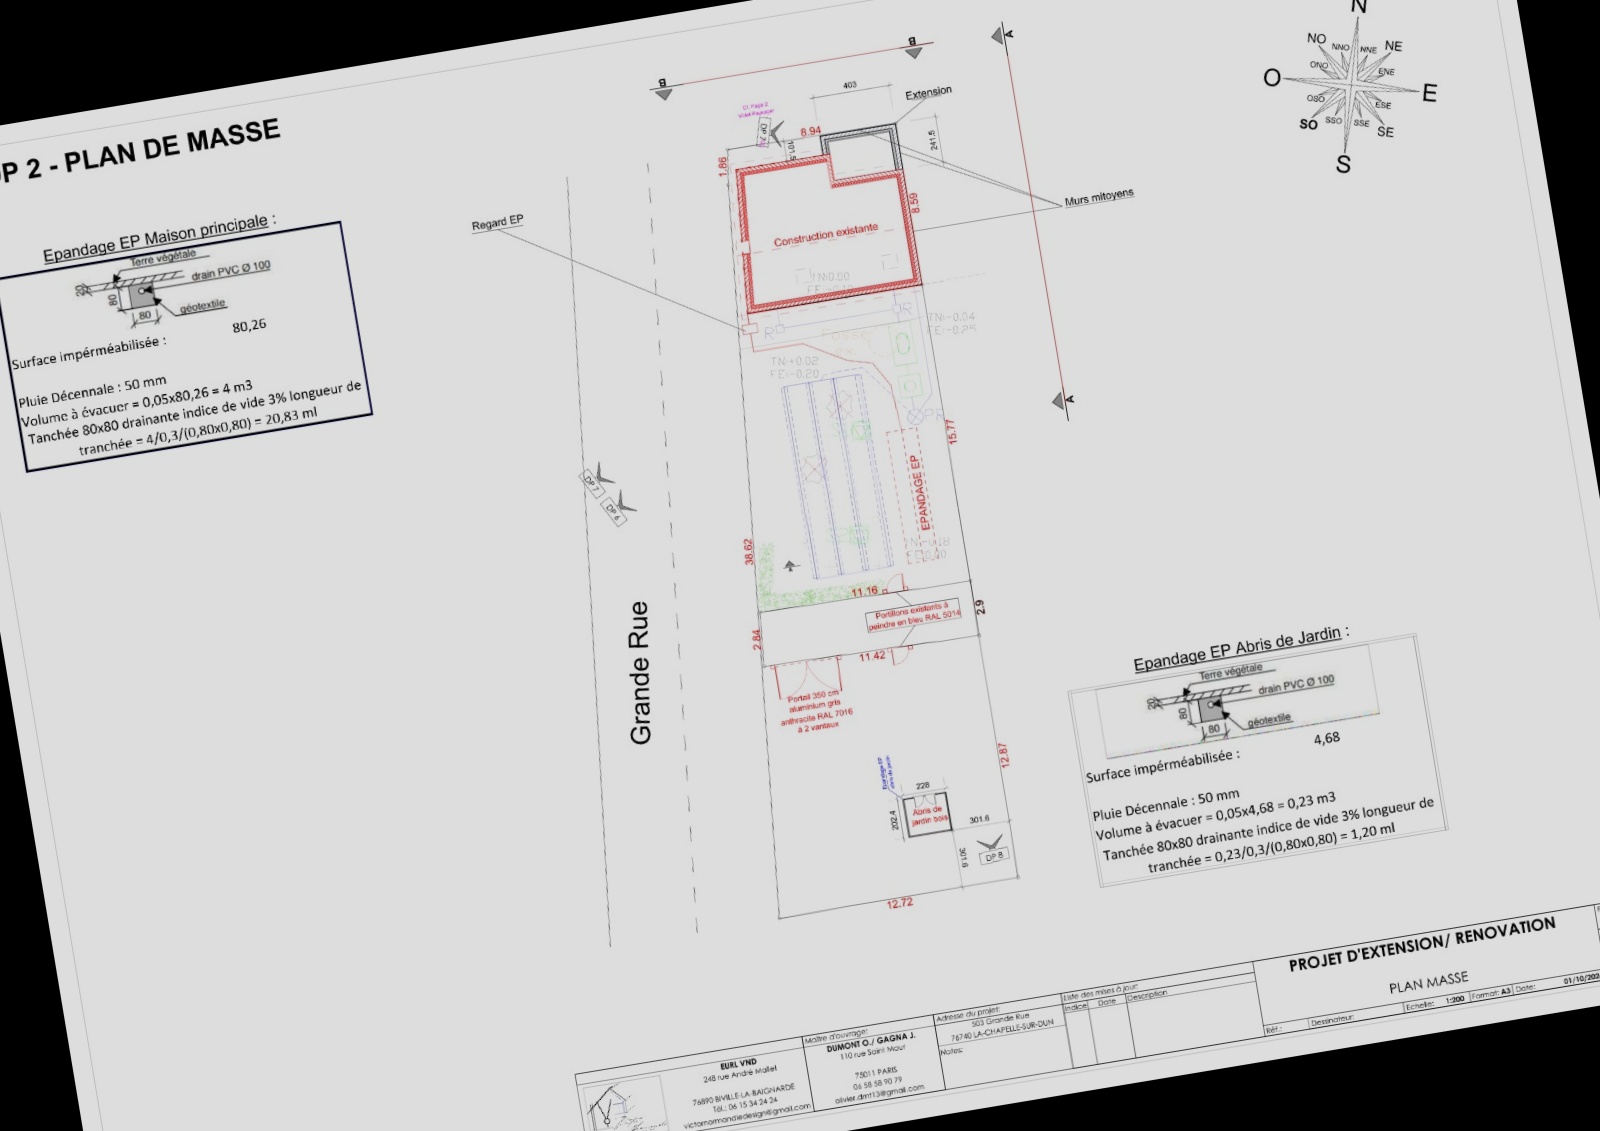 DP 2 - PLAN DE MASSE
Epandage EP Maison principale :
Terre végétale
drain PVC Ø 100
géotextile
20
80
80
Surface impérméabilisée :
80,26
Pluie Décennale : 50 mm
Volume à évacuer = 0,05x80,26 = 4 m3
Tanchée 80x80 drainante indice de vide 3% longueur de
tranchée = 4/0,3/(0,80x0,80) = 20,83 ml
B
B
A
A
N
NNO
NNE
NO
NE
ONO
ENE
O
E
OSO
ESE
SO
SSO
SSE
SE
S
403
Extension
8.94
101.5
241.5
1.86
8.59
Murs mitoyens
Regard EP
Construction existante
TN:0.00
R
R
TN:-0.04
FE:-0.25
TN:+0.02
FE:-0.20
PR
15.77
EPANDAGE EP
DP 7
DP 6
38.62
11.16
Portillons existants à
peindre en bleu RAL 5014
2.9
2.84
11.42
Grande Rue
Portail 350 cm
aluminium gris
anthracite RAL 7016
à 2 vantaux
12.87
228
202.4
Abris de
jardin bois
301.6
301.6
DP 8
12.72
Epandage EP Abris de Jardin :
Terre végétale
drain PVC Ø 100
géotextile
20
80
80
Surface impérméabilisée :
4,68
Pluie Décennale : 50 mm
Volume à évacuer = 0,05x4,68 = 0,23 m3
Tanchée 80x80 drainante indice de vide 3% longueur de
tranchée = 0,23/0,3/(0,80x0,80) = 1,20 ml
EURL VND
248 rue André Mallet
76890 BIVILLE-LA-BAIGNARDE
Tél.: 06 15 34 24 24
victornormandiedesign@gmail.com
Maître d'ouvrage:
DUMONT O./ GAGNA J.
110 rue Saint Maur
75011 PARIS
06 58 58 90 79
olivier.dmt13@gmail.com
Adresse du projet:
503 Grande Rue
76740 LA-CHAPELLE-SUR-DUN
Notes:
Liste des mises à jour:
Indice
Date
Description
PROJET D'EXTENSION/ RENOVATION
PLAN MASSE
Réf.:
Dessinateur:
Echelle: 1:200
Format: A3
Date: 01/10/202